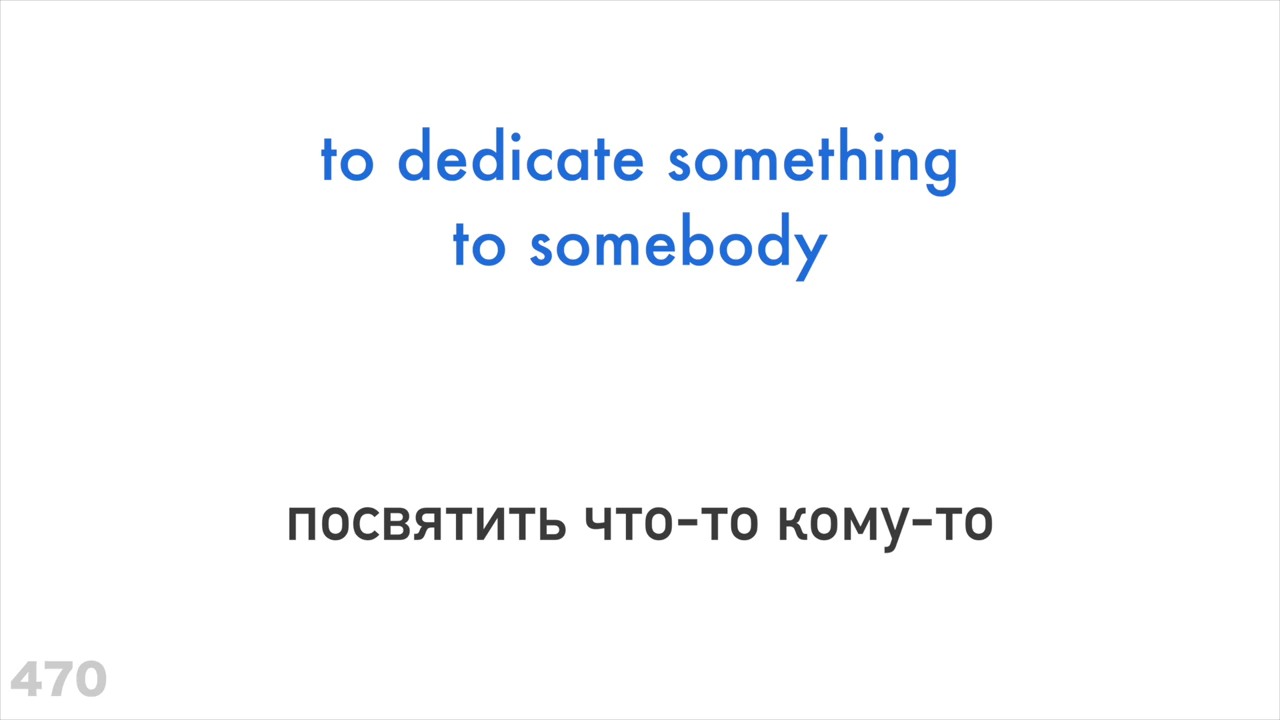 to dedicate something
to somebody
посвятить что-то кому-то
470